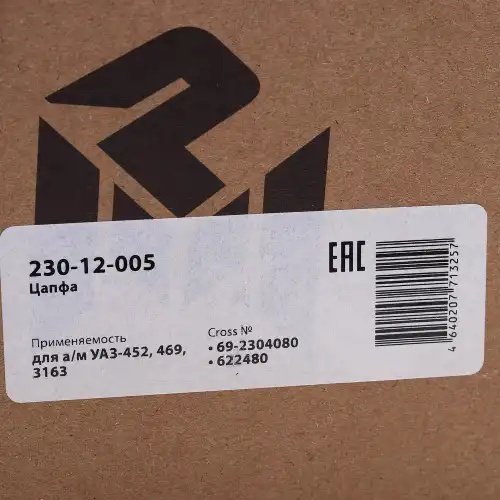 230-12-005
Цапфа
EAC
Применяемость
для а/м УАЗ-452, 469,
3163
Cross №
• 69-2304080
• 622480
4 640207 713257